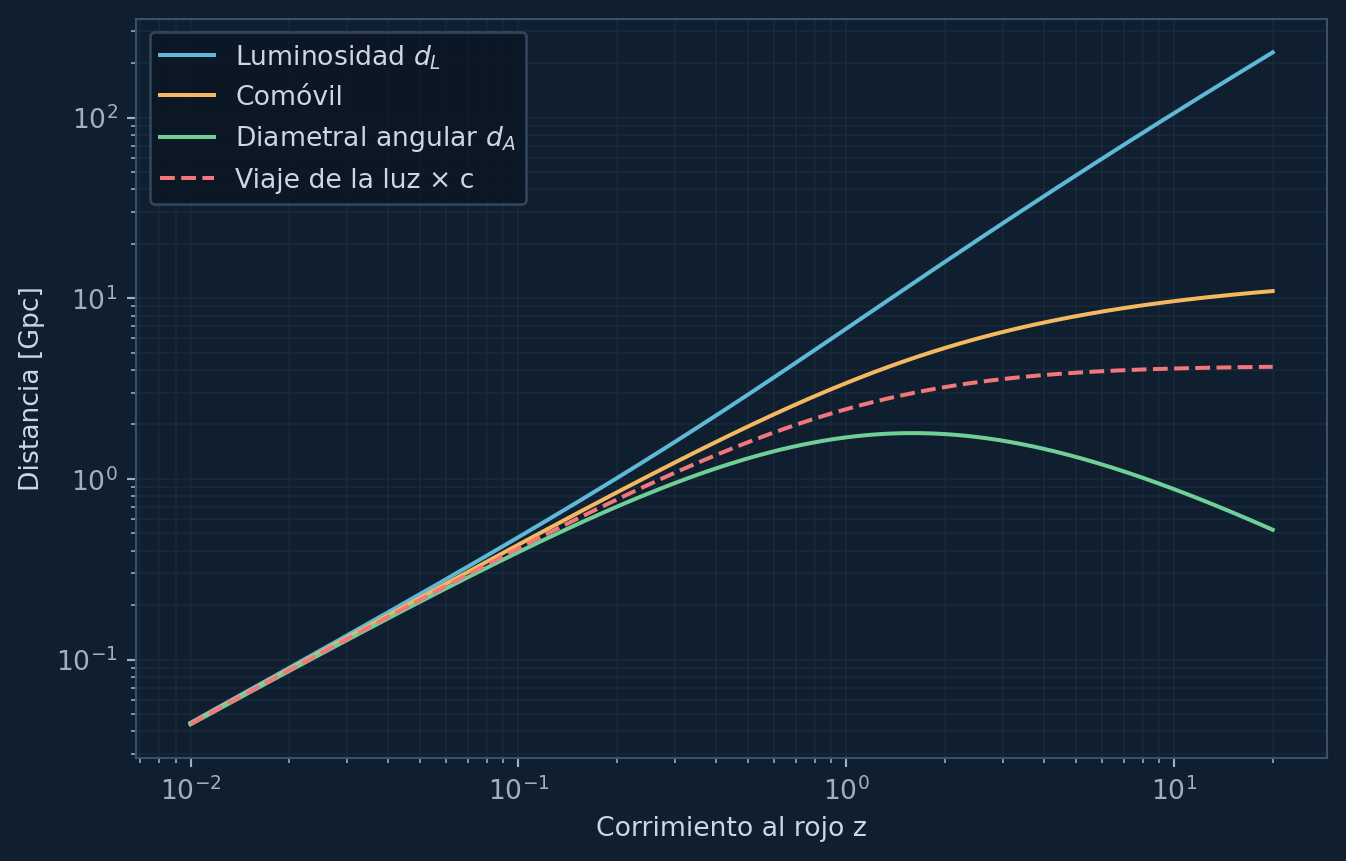 Luminosidad d_L
Comóvil
Diametral angular d_A
Viaje de la luz × c
Distancia [Gpc]
10²
10¹
10⁰
10⁻¹
10⁻² 10⁻¹ 10⁰ 10¹
Corrimiento al rojo z